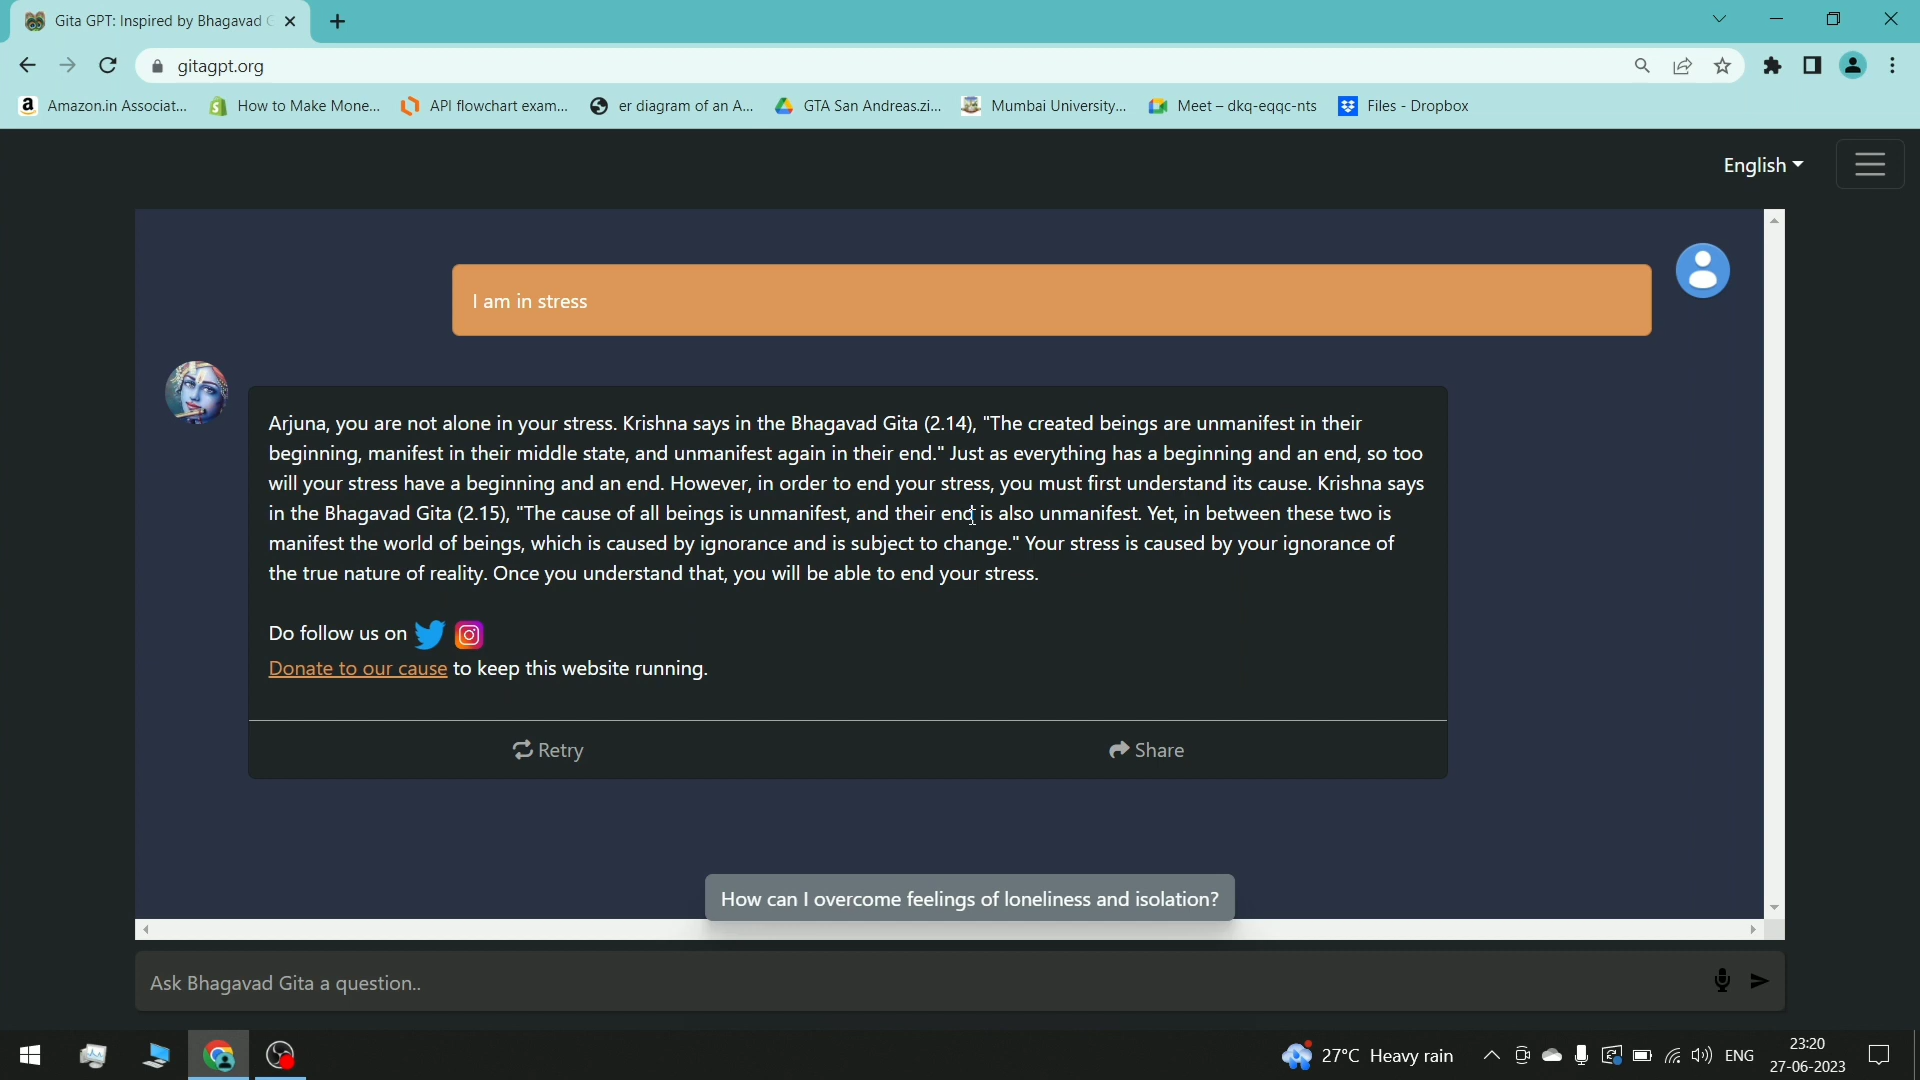 Gita GPT: Inspired by Bhagavad G
gitagpt.org
Amazon.in Associat... How to Make Mone... API flowchart exam... er diagram of an A... GTA San Andreas.zi... Mumbai University... Meet – dkq-eqqc-nts Files - Dropbox
English
I am in stress
Arjuna, you are not alone in your stress. Krishna says in the Bhagavad Gita (2.14), "The created beings are unmanifest in their
beginning, manifest in their middle state, and unmanifest again in their end." Just as everything has a beginning and an end, so too
will your stress have a beginning and an end. However, in order to end your stress, you must first understand its cause. Krishna says
in the Bhagavad Gita (2.15), "The cause of all beings is unmanifest, and their end is also unmanifest. Yet, in between these two is
manifest the world of beings, which is caused by ignorance and is subject to change." Your stress is caused by your ignorance of
the true nature of reality. Once you understand that, you will be able to end your stress.
Do follow us on
Donate to our cause to keep this website running.
Retry Share
How can I overcome feelings of loneliness and isolation?
Ask Bhagavad Gita a question..
27°C Heavy rain ENG 23:20
27-06-2023